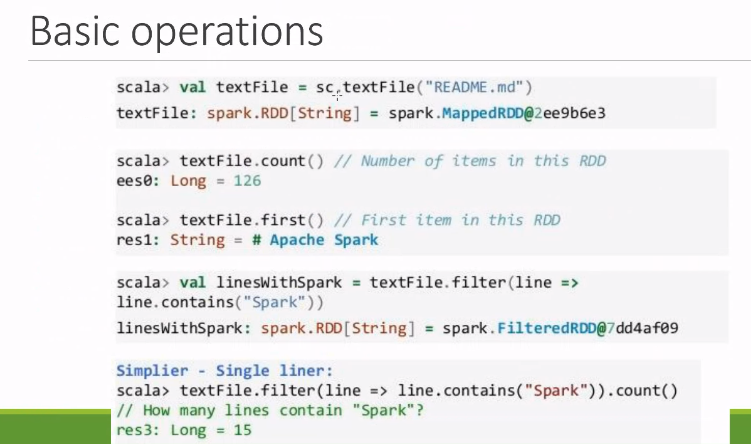 Basic operations
scala> val textFile = sc.textFile("README.md")
textFile: spark.RDD[String] = spark.MappedRDD@2ee9b6e3
scala> textFile.count() // Number of items in this RDD
ees0: Long = 126
scala> textFile.first() // First item in this RDD
res1: String = # Apache Spark
scala> val linesWithSpark = textFile.filter(line =>
line.contains("Spark"))
linesWithSpark: spark.RDD[String] = spark.FilteredRDD@7dd4af09
Simplier - Single liner:
scala> textFile.filter(line => line.contains("Spark")).count()
// How many lines contain "Spark"?
res3: Long = 15